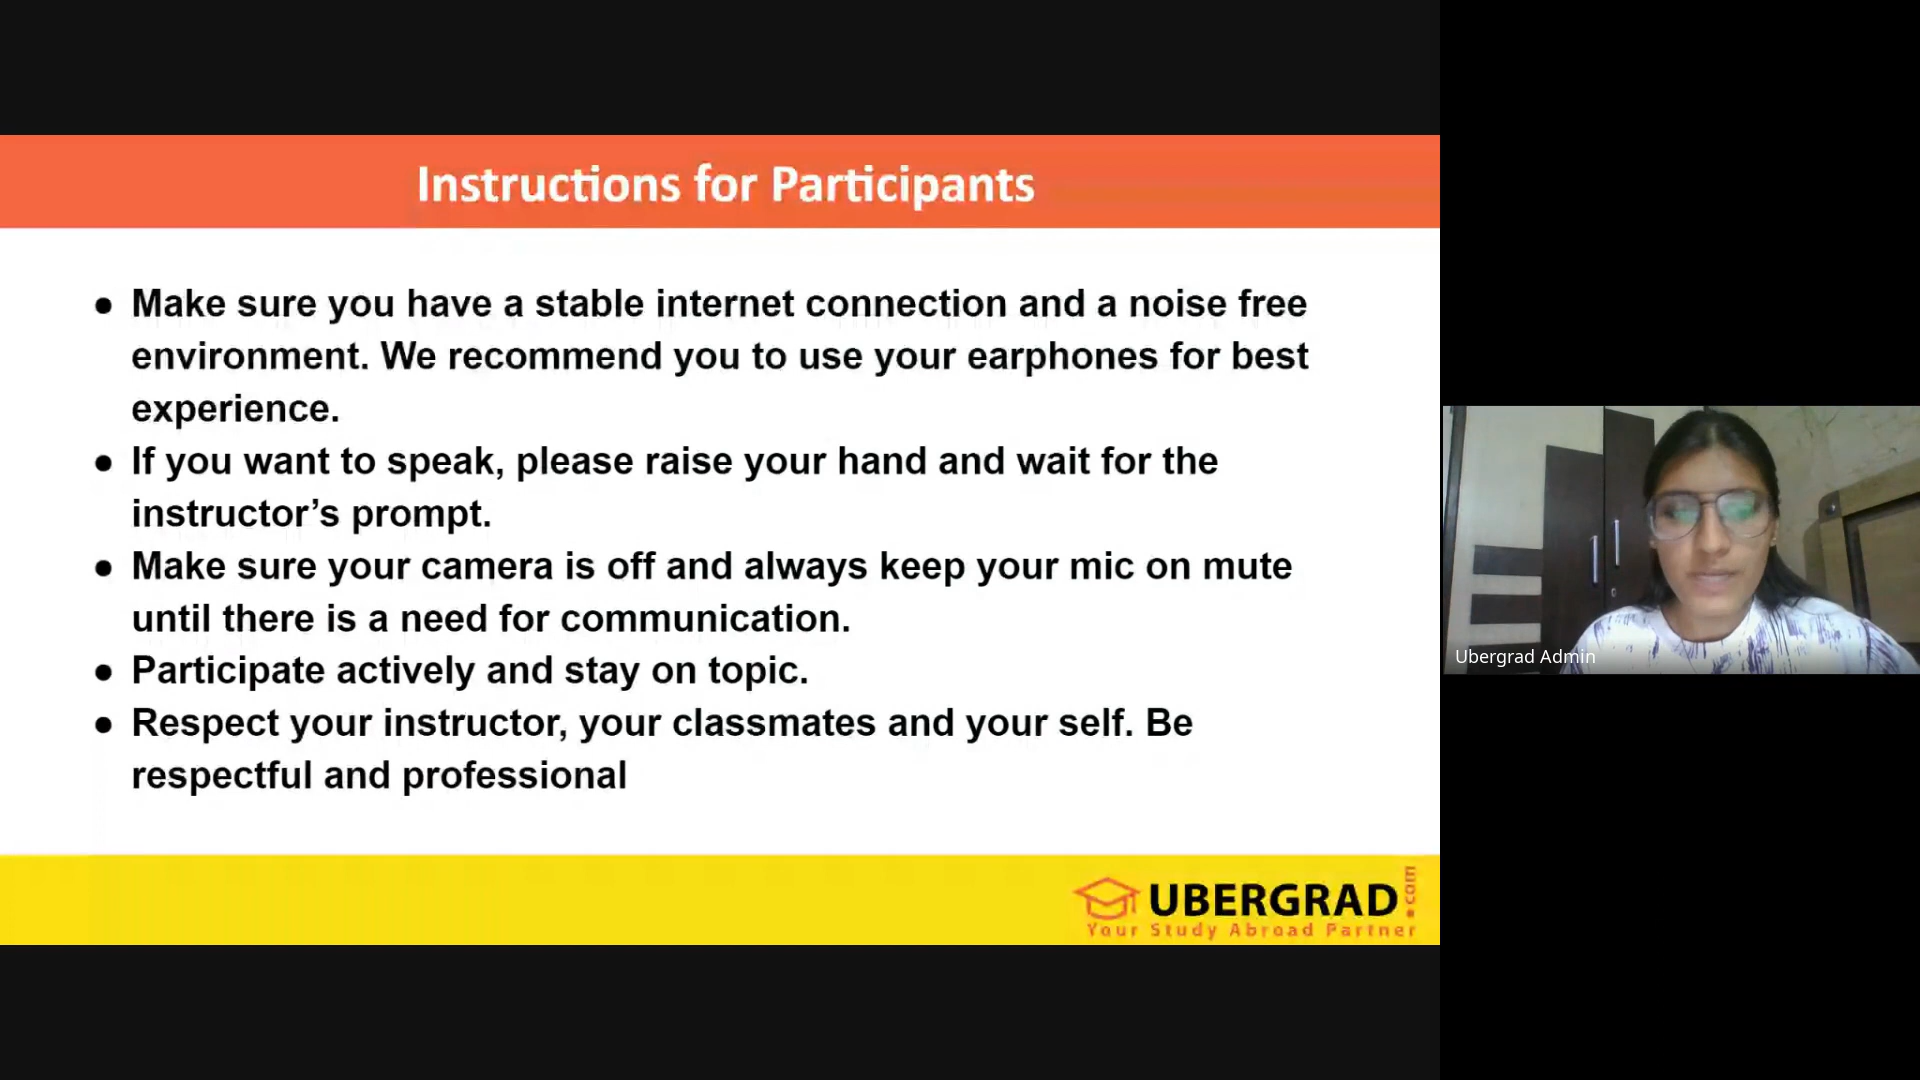 Instructions for Participants
● Make sure you have a stable internet connection and a noise free
environment. We recommend you to use your earphones for best
experience.
● If you want to speak, please raise your hand and wait for the
instructor’s prompt.
● Make sure your camera is off and always keep your mic on mute
until there is a need for communication.
● Participate actively and stay on topic.
● Respect your instructor, your classmates and your self. Be
respectful and professional
UBERGRAD.com
Your Study Abroad Partner
Ubergrad Admin